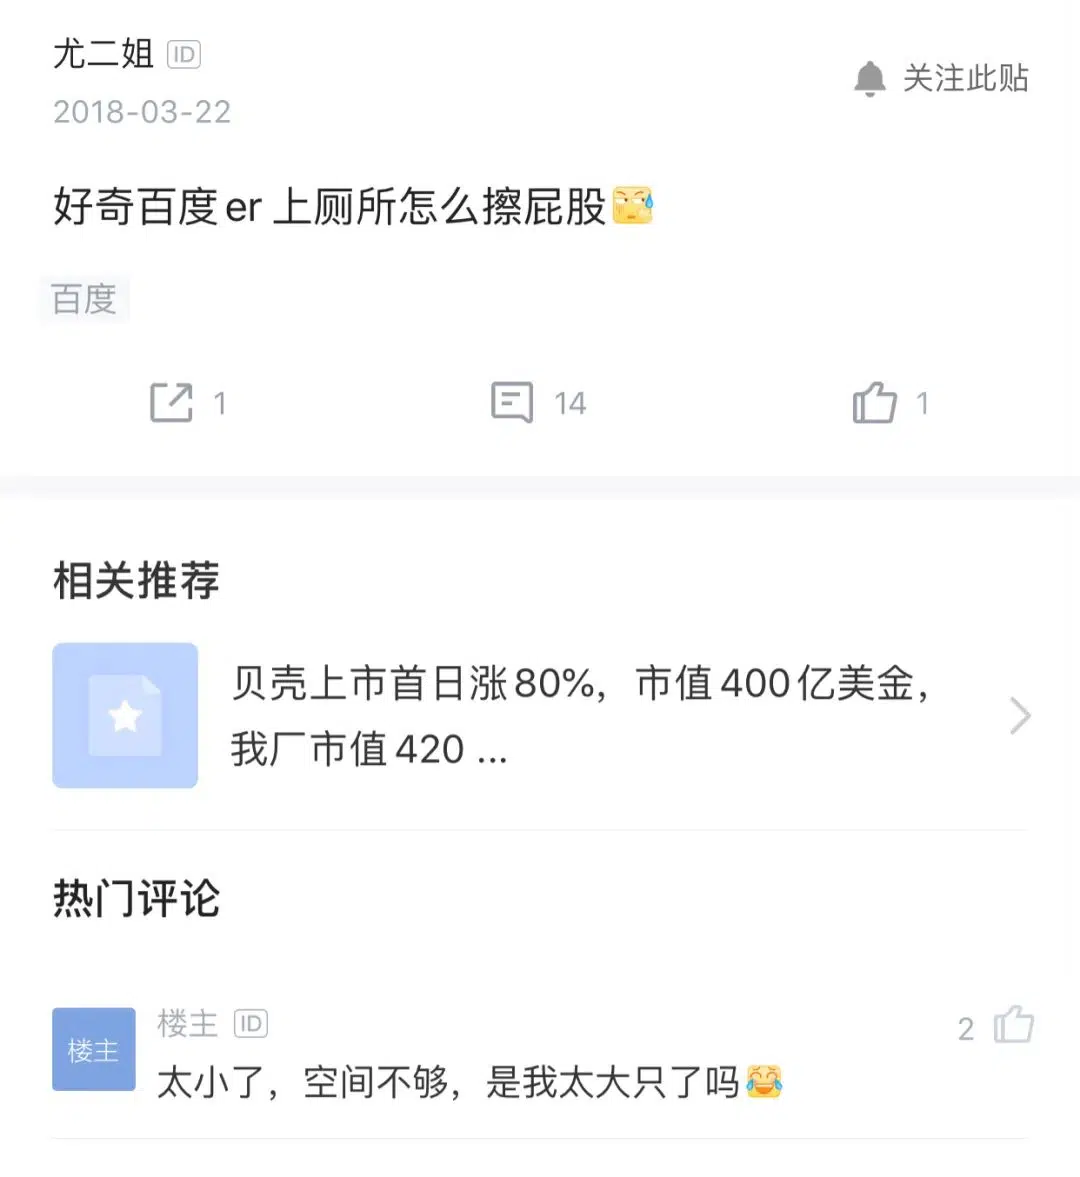 尤二姐 ID
关注此贴
2018-03-22
好奇百度er上厕所怎么擦屁股
百度
1
14
1
相关推荐
贝壳上市首日涨80%，市值400亿美金，
我厂市值420 ...
热门评论
楼主
楼主 ID
2
太小了，空间不够，是我太大只了吗